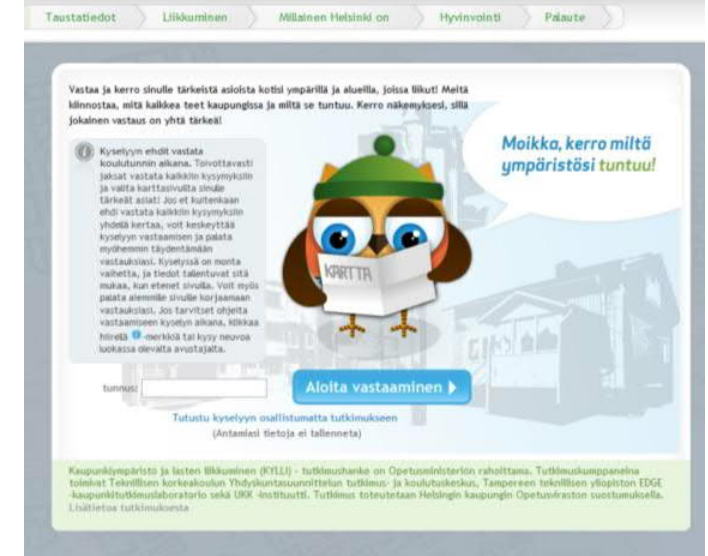 Taustatiedot
Liikkuminen
Millainen Helsinki on
Hyvinvointi
Palaute
Vastaa ja kerro sinulle tärkeistä asioista kotisi ympärillä ja alueilla, joissa liikut! Meitä
kiinnostaa, mitä kaikkea teet kaupungissa ja miltä se tuntuu. Kerro näkemyksesi, sillä
jokainen vastaus on yhtä tärkeä!
Moikka, kerro miltä
ympäristösi tuntuu!
Kyselyyn ehdit vastata
koulutunnin aikana. Toivottavasti
jaksat vastata kaikkiin kysymyksiin
ja valita karttasivuilta sinulle
tärkeät asiat! Jos et kuitenkaan
ehdi vastata kaikkiin kysymyksiin
yhdellä kertaa, voit keskeyttää
kyselyyn vastaamisen ja palata
myöhemmin täydentämään
vastauksiasi. Kyselyssä on monta
vaihetta, ja tiedot tallentuvat sitä
mukaa, kun etenet sivulla. Voit myös
palata aiemmille sivulle korjaamaan
vastauksiasi. Jos tarvitset ohjeita
vastaamiseen kyselyn aikana, klikkaa
hiirellä i -merkkiä tai kysy neuvoa
luokassa olevalta avustajalta.
KARTTA
tunnus:
Aloita vastaaminen
Tutustu kyselyyn osallistumatta tutkimukseen
(Antamiasi tietoja ei tallenneta)
Kaupunkiympäristö ja lasten liikkuminen (KYLLI) - tutkimushanke on Opetusministeriön rahoittama. Tutkimuskumppaneina
toimivat Teknillisen korkeakoulun Yhdyskuntasuunnittelun tutkimus- ja koulutuskeskus, Tampereen teknillisen yliopiston EDGE
-kaupunkitutkimuslaboratorio sekä UKK -instituutti. Tutkimus toteutetaan Helsingin kaupungin Opetusviraston suostumuksella.
Lisätietoa tutkimuksesta